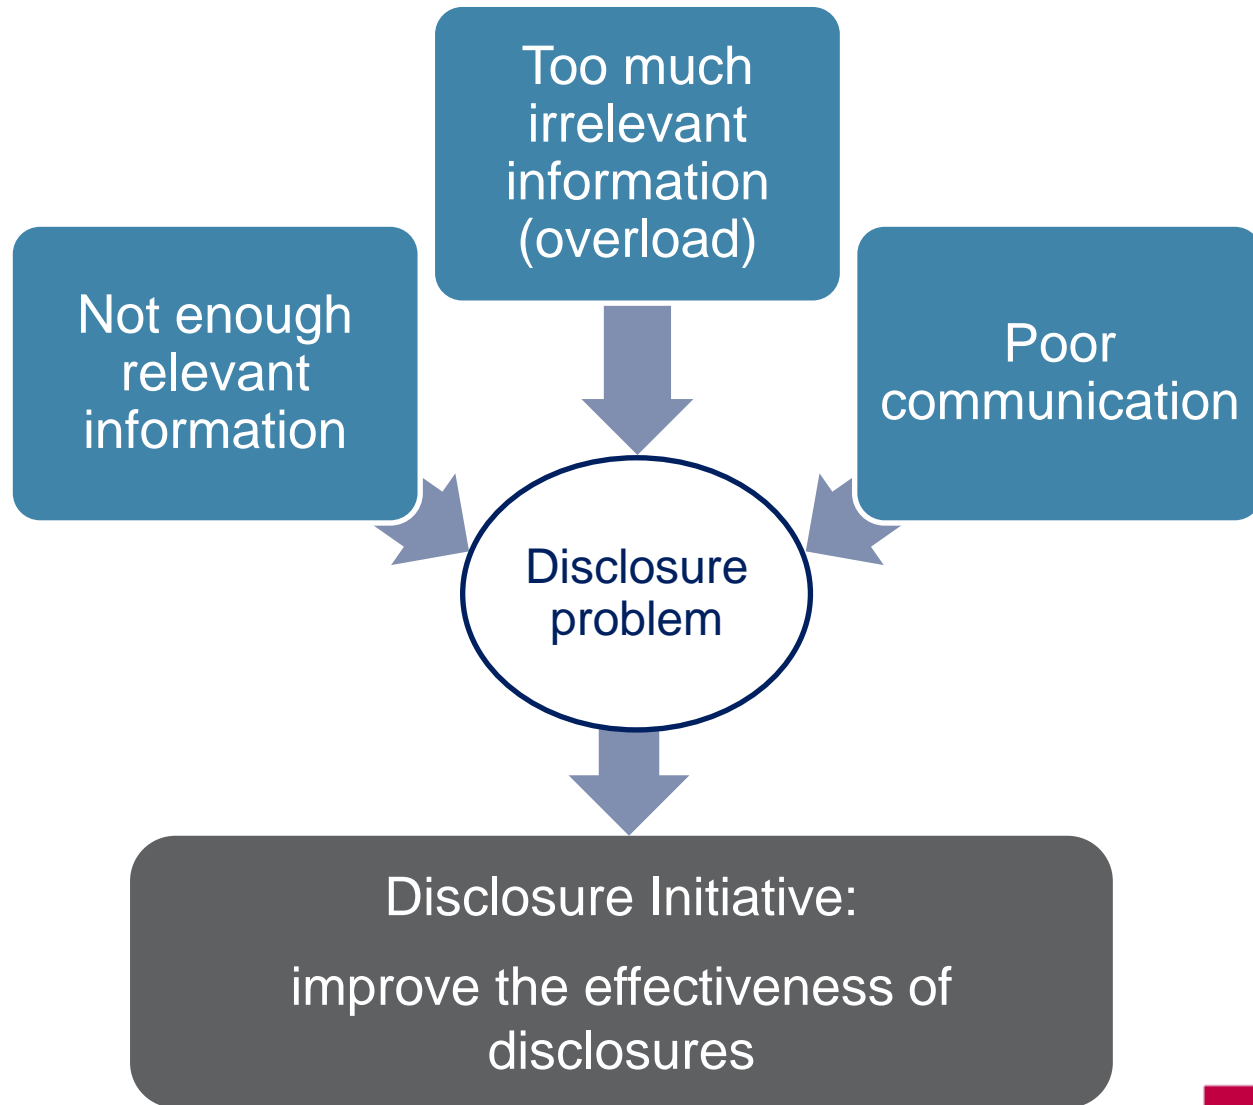 Too much
irrelevant
information
(overload)
Not enough
relevant
information
Poor
communication
Disclosure
problem
Disclosure Initiative:
improve the effectiveness of
disclosures